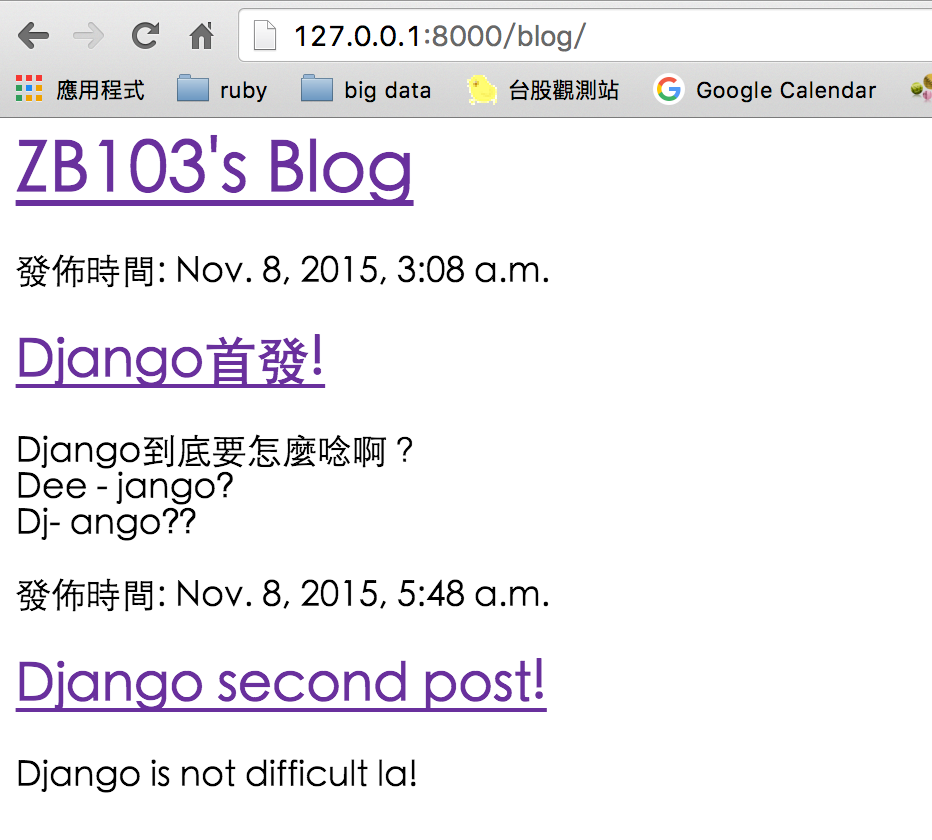 127.0.0.1:8000/blog/
應用程式 ruby big data 台股觀測站 Google Calendar
ZB103's Blog
發佈時間: Nov. 8, 2015, 3:08 a.m.
Django首發!
Django到底要怎麼唸啊？
Dee - jango?
Dj- ango??
發佈時間: Nov. 8, 2015, 5:48 a.m.
Django second post!
Django is not difficult la!